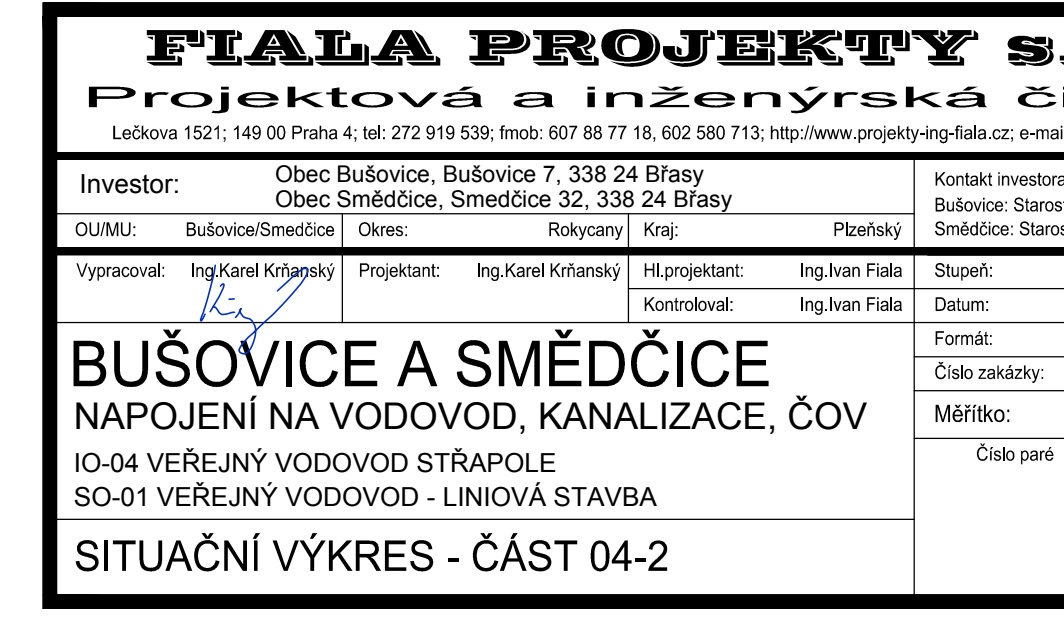 FIALA PROJEKTY s.
Projektová a inženýrská či
Lečkova 1521; 149 00 Praha 4; tel: 272 919 539; fmob: 607 88 77 18, 602 580 713; http://www.projekty-ing-fiala.cz; e-mai
Investor: Obec Bušovice, Bušovice 7, 338 24 Břasy
Obec Smědčice, Smedčice 32, 338 24 Břasy
Kontakt investora
Bušovice: Staros
Smědčice: Staros
OU/MU: Bušovice/Smedčice Okres: Rokycany Kraj: Plzeňský
Vypracoval: Ing.Karel Krňanský Projektant: Ing.Karel Krňanský Hl.projektant: Ing.Ivan Fiala Stupeň:
Kontroloval: Ing.Ivan Fiala Datum:
Formát:
Číslo zakázky:
Měřítko:
Číslo paré
BUŠOVICE A SMĚDČICE
NAPOJENÍ NA VODOVOD, KANALIZACE, ČOV
IO-04 VEŘEJNÝ VODOVOD STŘAPOLE
SO-01 VEŘEJNÝ VODOVOD - LINIOVÁ STAVBA
SITUAČNÍ VÝKRES - ČÁST 04-2